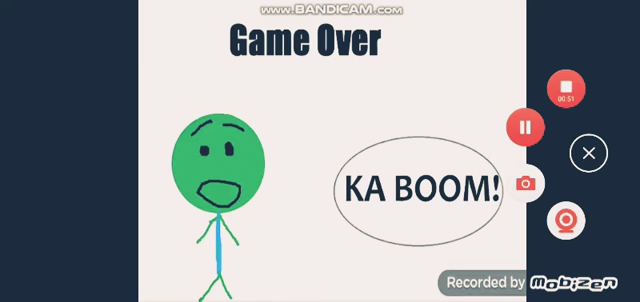 www.BANDICAM.com
Game Over
00:51
KA BOOM!
Recorded by mobizen